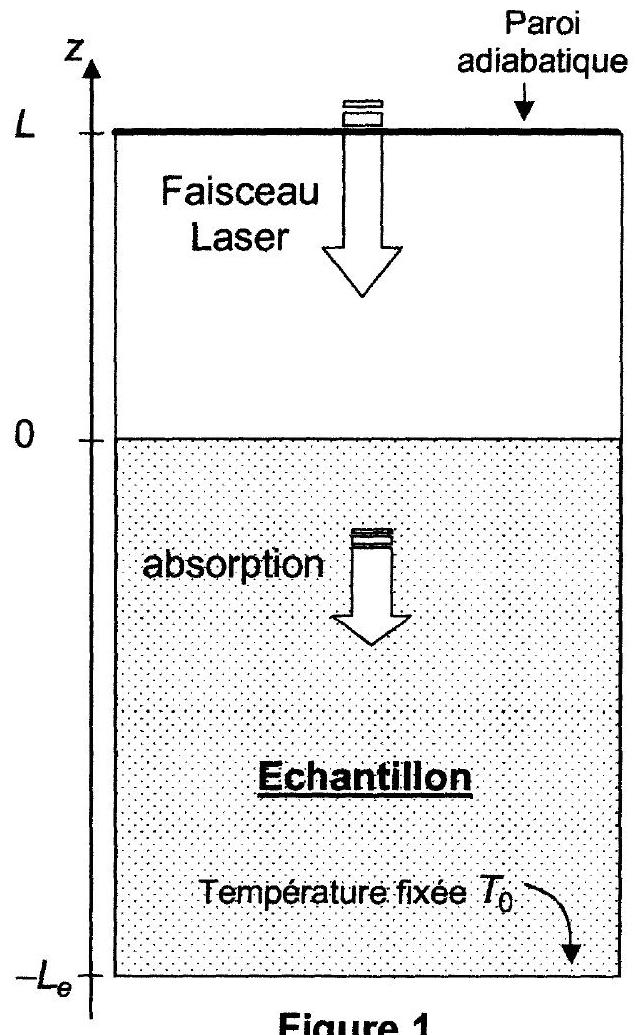 Paroi
adiabatique
z
L
Faisceau
Laser
0
absorption
Echantillon
Température fixée T₀
−Lₑ
Figure 1